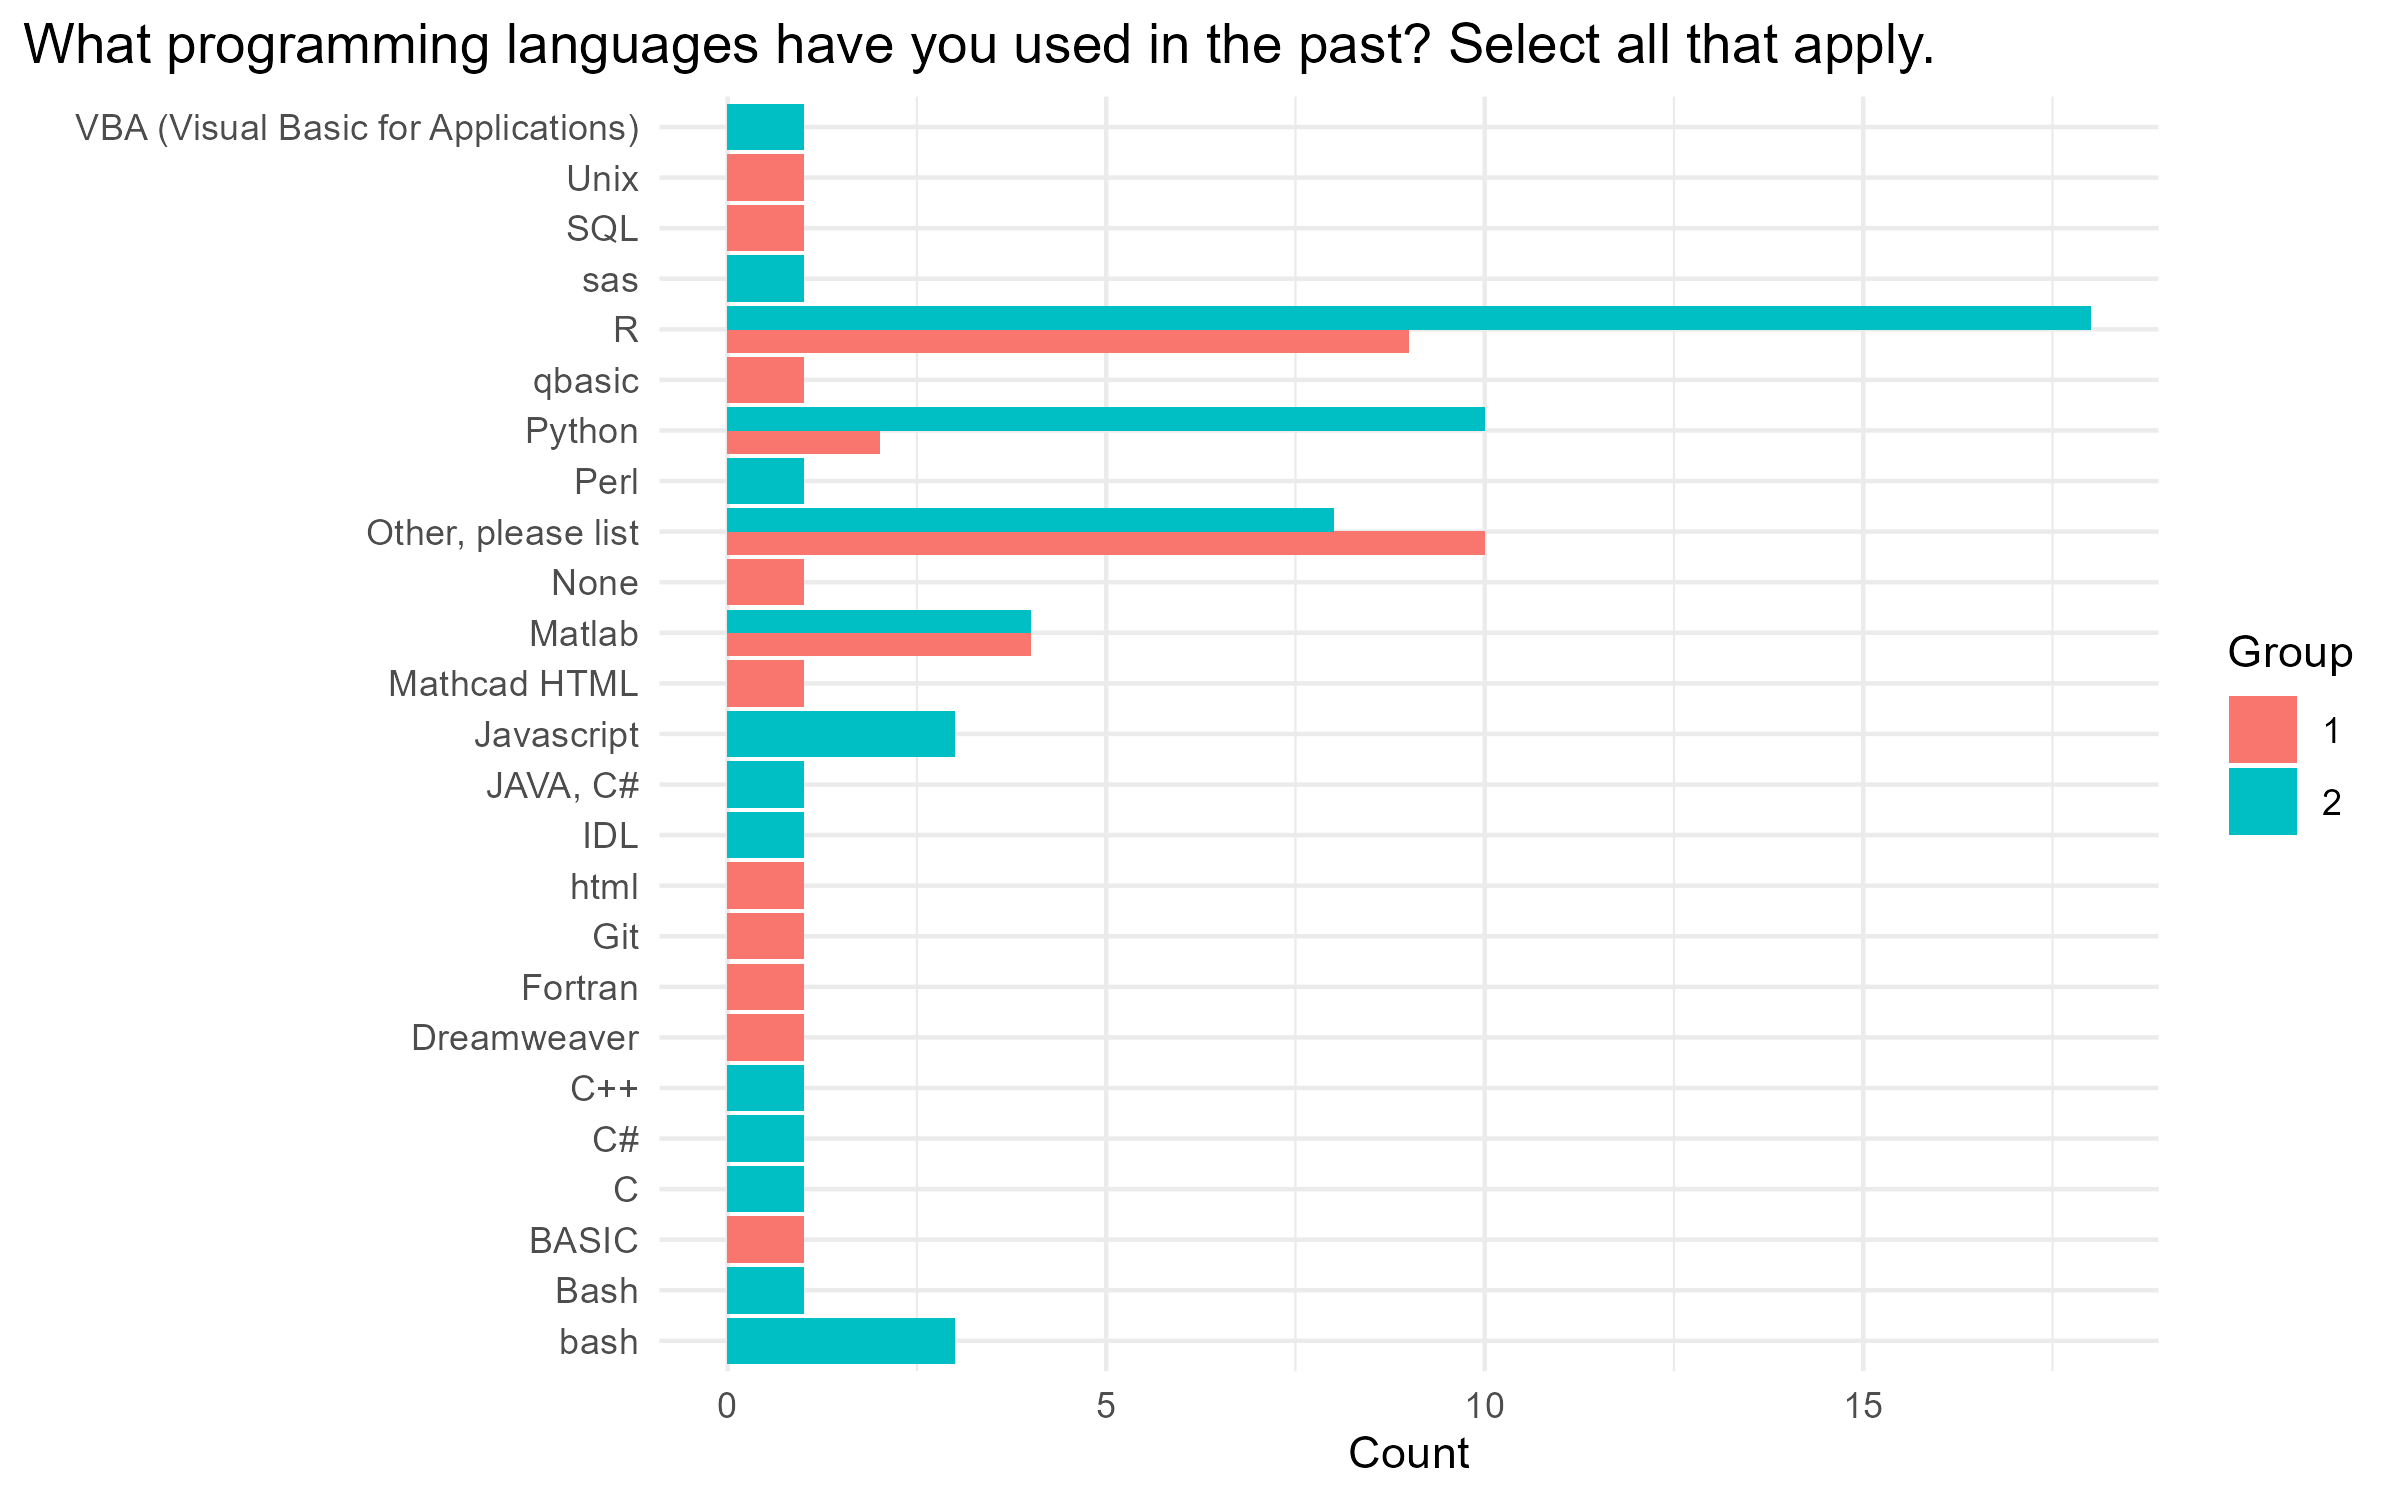 What programming languages have you used in the past? Select all that apply.
VBA (Visual Basic for Applications)
Unix
SQL
sas
R
qbasic
Python
Perl
Other, please list
None
Matlab
Mathcad HTML
Javascript
JAVA, C#
IDL
html
Git
Fortran
Dreamweaver
C++
C#
C
BASIC
Bash
bash
0 5 10 15
Count
Group
1
2